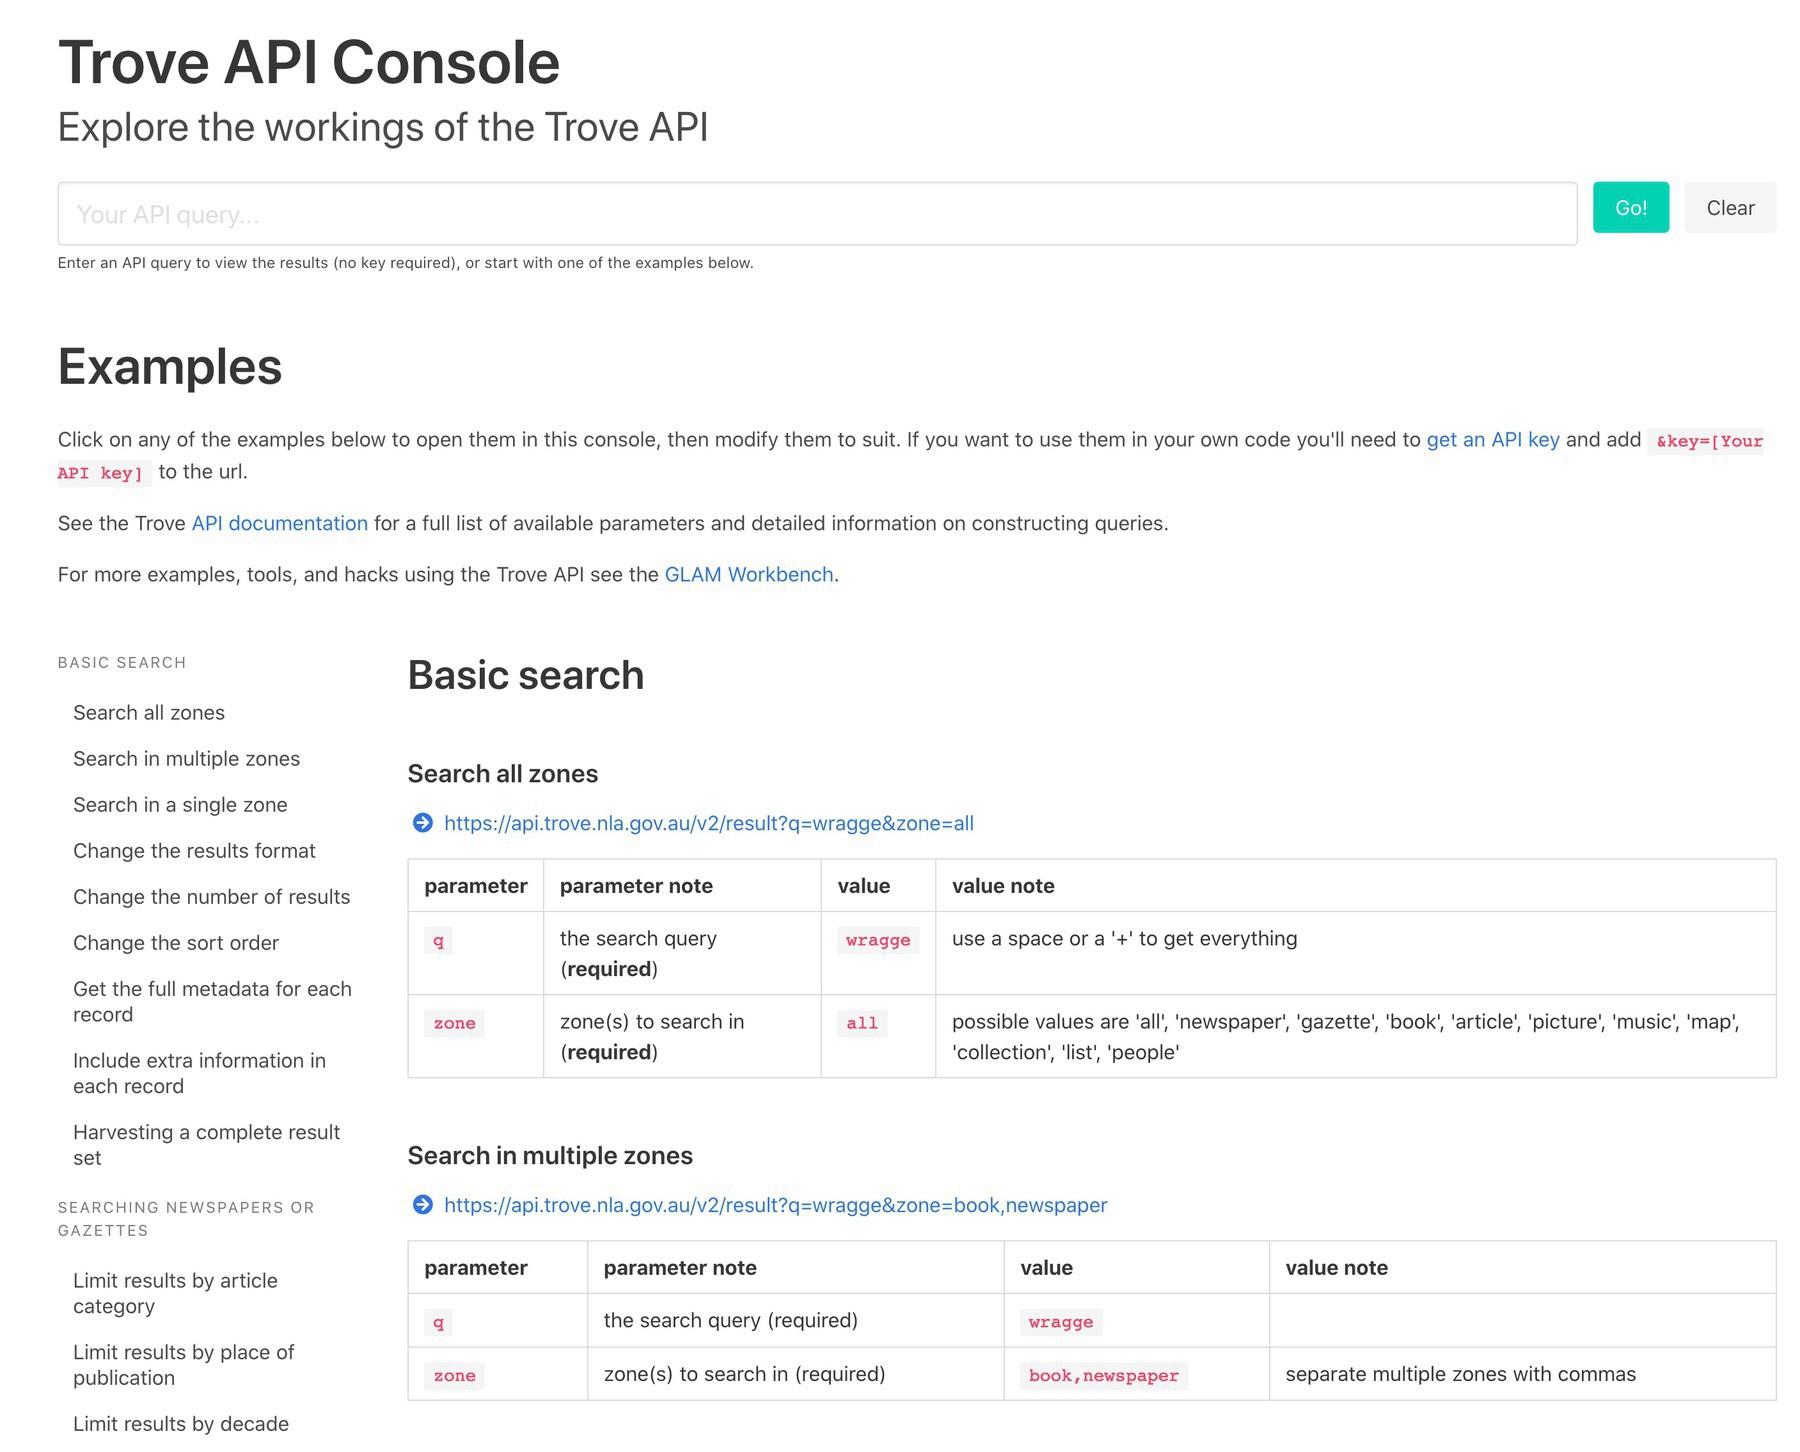 Trove API Console
Explore the workings of the Trove API
Your API query...
Go!
Clear
Enter an API query to view the results (no key required), or start with one of the examples below.
Examples
Click on any of the examples below to open them in this console, then modify them to suit. If you want to use them in your own code you'll need to get an API key and add &key=[Your
API key] to the url.
See the Trove API documentation for a full list of available parameters and detailed information on constructing queries.
For more examples, tools, and hacks using the Trove API see the GLAM Workbench.
BASIC SEARCH
Search all zones
Search in multiple zones
Search in a single zone
Change the results format
Change the number of results
Change the sort order
Get the full metadata for each
record
Include extra information in
each record
Harvesting a complete result
set
SEARCHING NEWSPAPERS OR
GAZETTES
Limit results by article
category
Limit results by place of
publication
Limit results by decade
Basic search
Search all zones
https://api.trove.nla.gov.au/v2/result?q=wragge&zone=all
parameter parameter note value value note
q the search query wragge use a space or a '+' to get everything
(required)
zone zone(s) to search in all possible values are 'all', 'newspaper', 'gazette', 'book', 'article', 'picture', 'music', 'map',
(required) 'collection', 'list', 'people'
Search in multiple zones
https://api.trove.nla.gov.au/v2/result?q=wragge&zone=book,newspaper
parameter parameter note value value note
q the search query (required) wragge
zone zone(s) to search in (required) book,newspaper separate multiple zones with commas